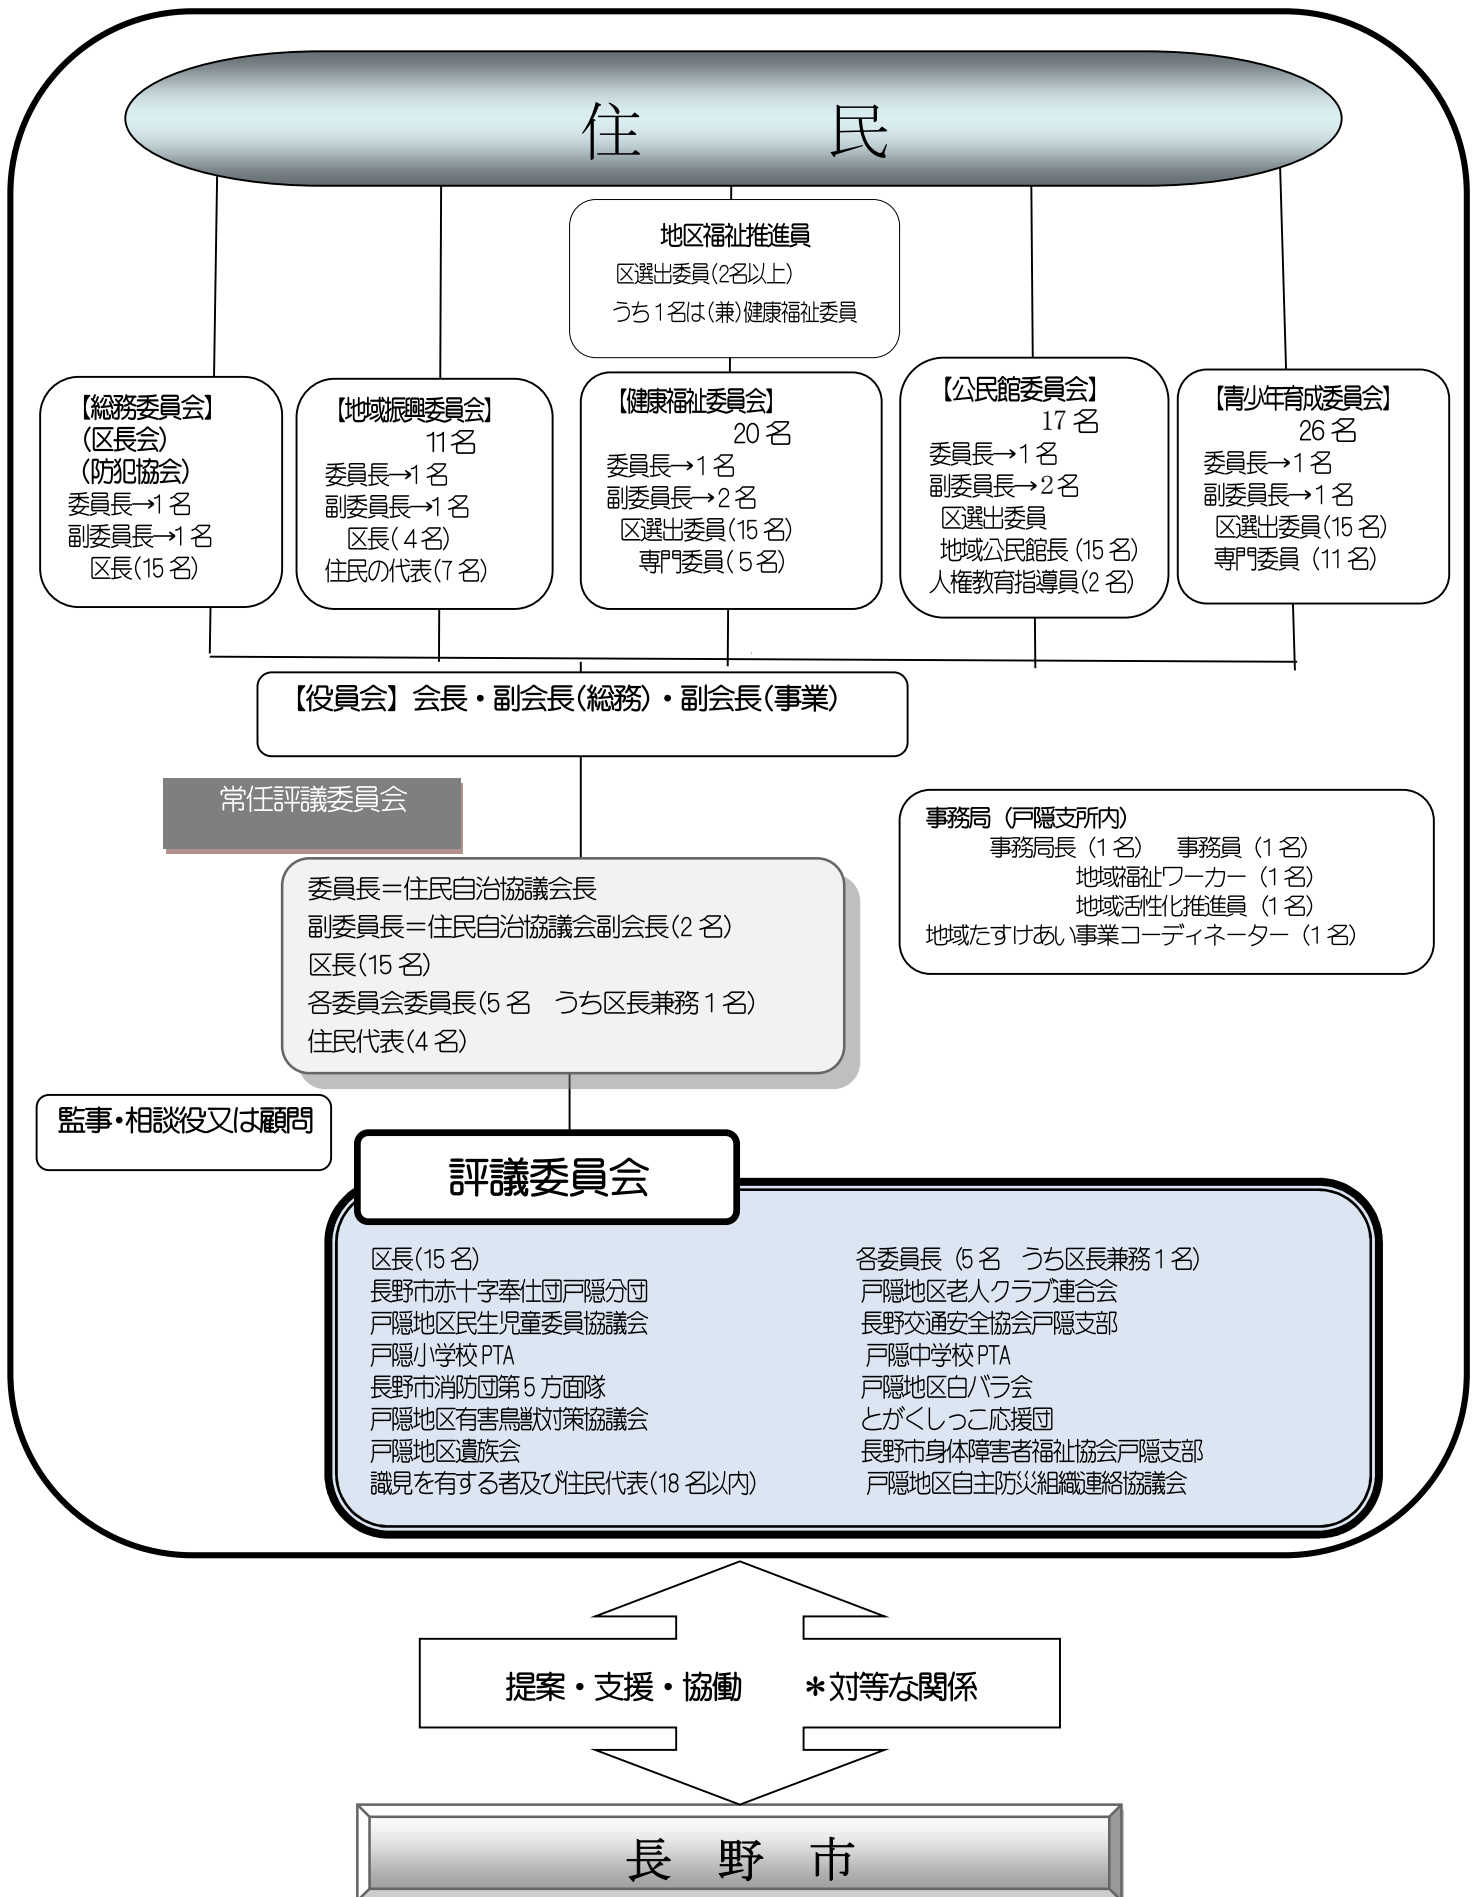 住　民
地区福祉推進員
区選出委員(2名以上)
うち1名は(兼)健康福祉委員
【総務委員会】
(区長会)
(防犯協会)
委員長→1名
副委員長→1名
区長(15名)
【地域振興委員会】
11名
委員長→1名
副委員長→1名
区長(4名)
住民の代表(7名)
【健康福祉委員会】
20名
委員長→1名
副委員長→2名
区選出委員(15名)
専門委員(5名)
【公民館委員会】
17名
委員長→1名
副委員長→2名
区選出委員
地域公民館長(15名)
人権教育指導員(2名)
【青少年育成委員会】
26名
委員長→1名
副委員長→1名
区選出委員(15名)
専門委員(11名)
【役員会】会長・副会長(総務)・副会長(事業)
常任評議委員会
委員長＝住民自治協議会長
副委員長＝住民自治協議会副会長(2名)
区長(15名)
各委員会委員長(5名　うち区長兼務1名)
住民代表(4名)
事務局(戸隠支所内)
事務局長(1名)　事務員(1名)
地域福祉ワーカー(1名)
地域活性化推進員(1名)
地域たすけあい事業コーディネーター(1名)
監事・相談役又は顧問
評議委員会
区長(15名)　各委員長(5名　うち区長兼務1名)
長野市赤十字奉仕団戸隠分団　戸隠地区老人クラブ連合会
戸隠地区民生児童委員協議会　長野交通安全協会戸隠支部
戸隠小学校PTA　戸隠中学校PTA
長野市消防団第5方面隊　戸隠地区白バラ会
戸隠地区有害鳥獣対策協議会　とがくしっこ応援団
戸隠地区遺族会　長野市身体障害者福祉協会戸隠支部
識見を有する者及び住民代表(18名以内)　戸隠地区自主防災組織連絡協議会
提案・支援・協働　＊対等な関係
長　野　市